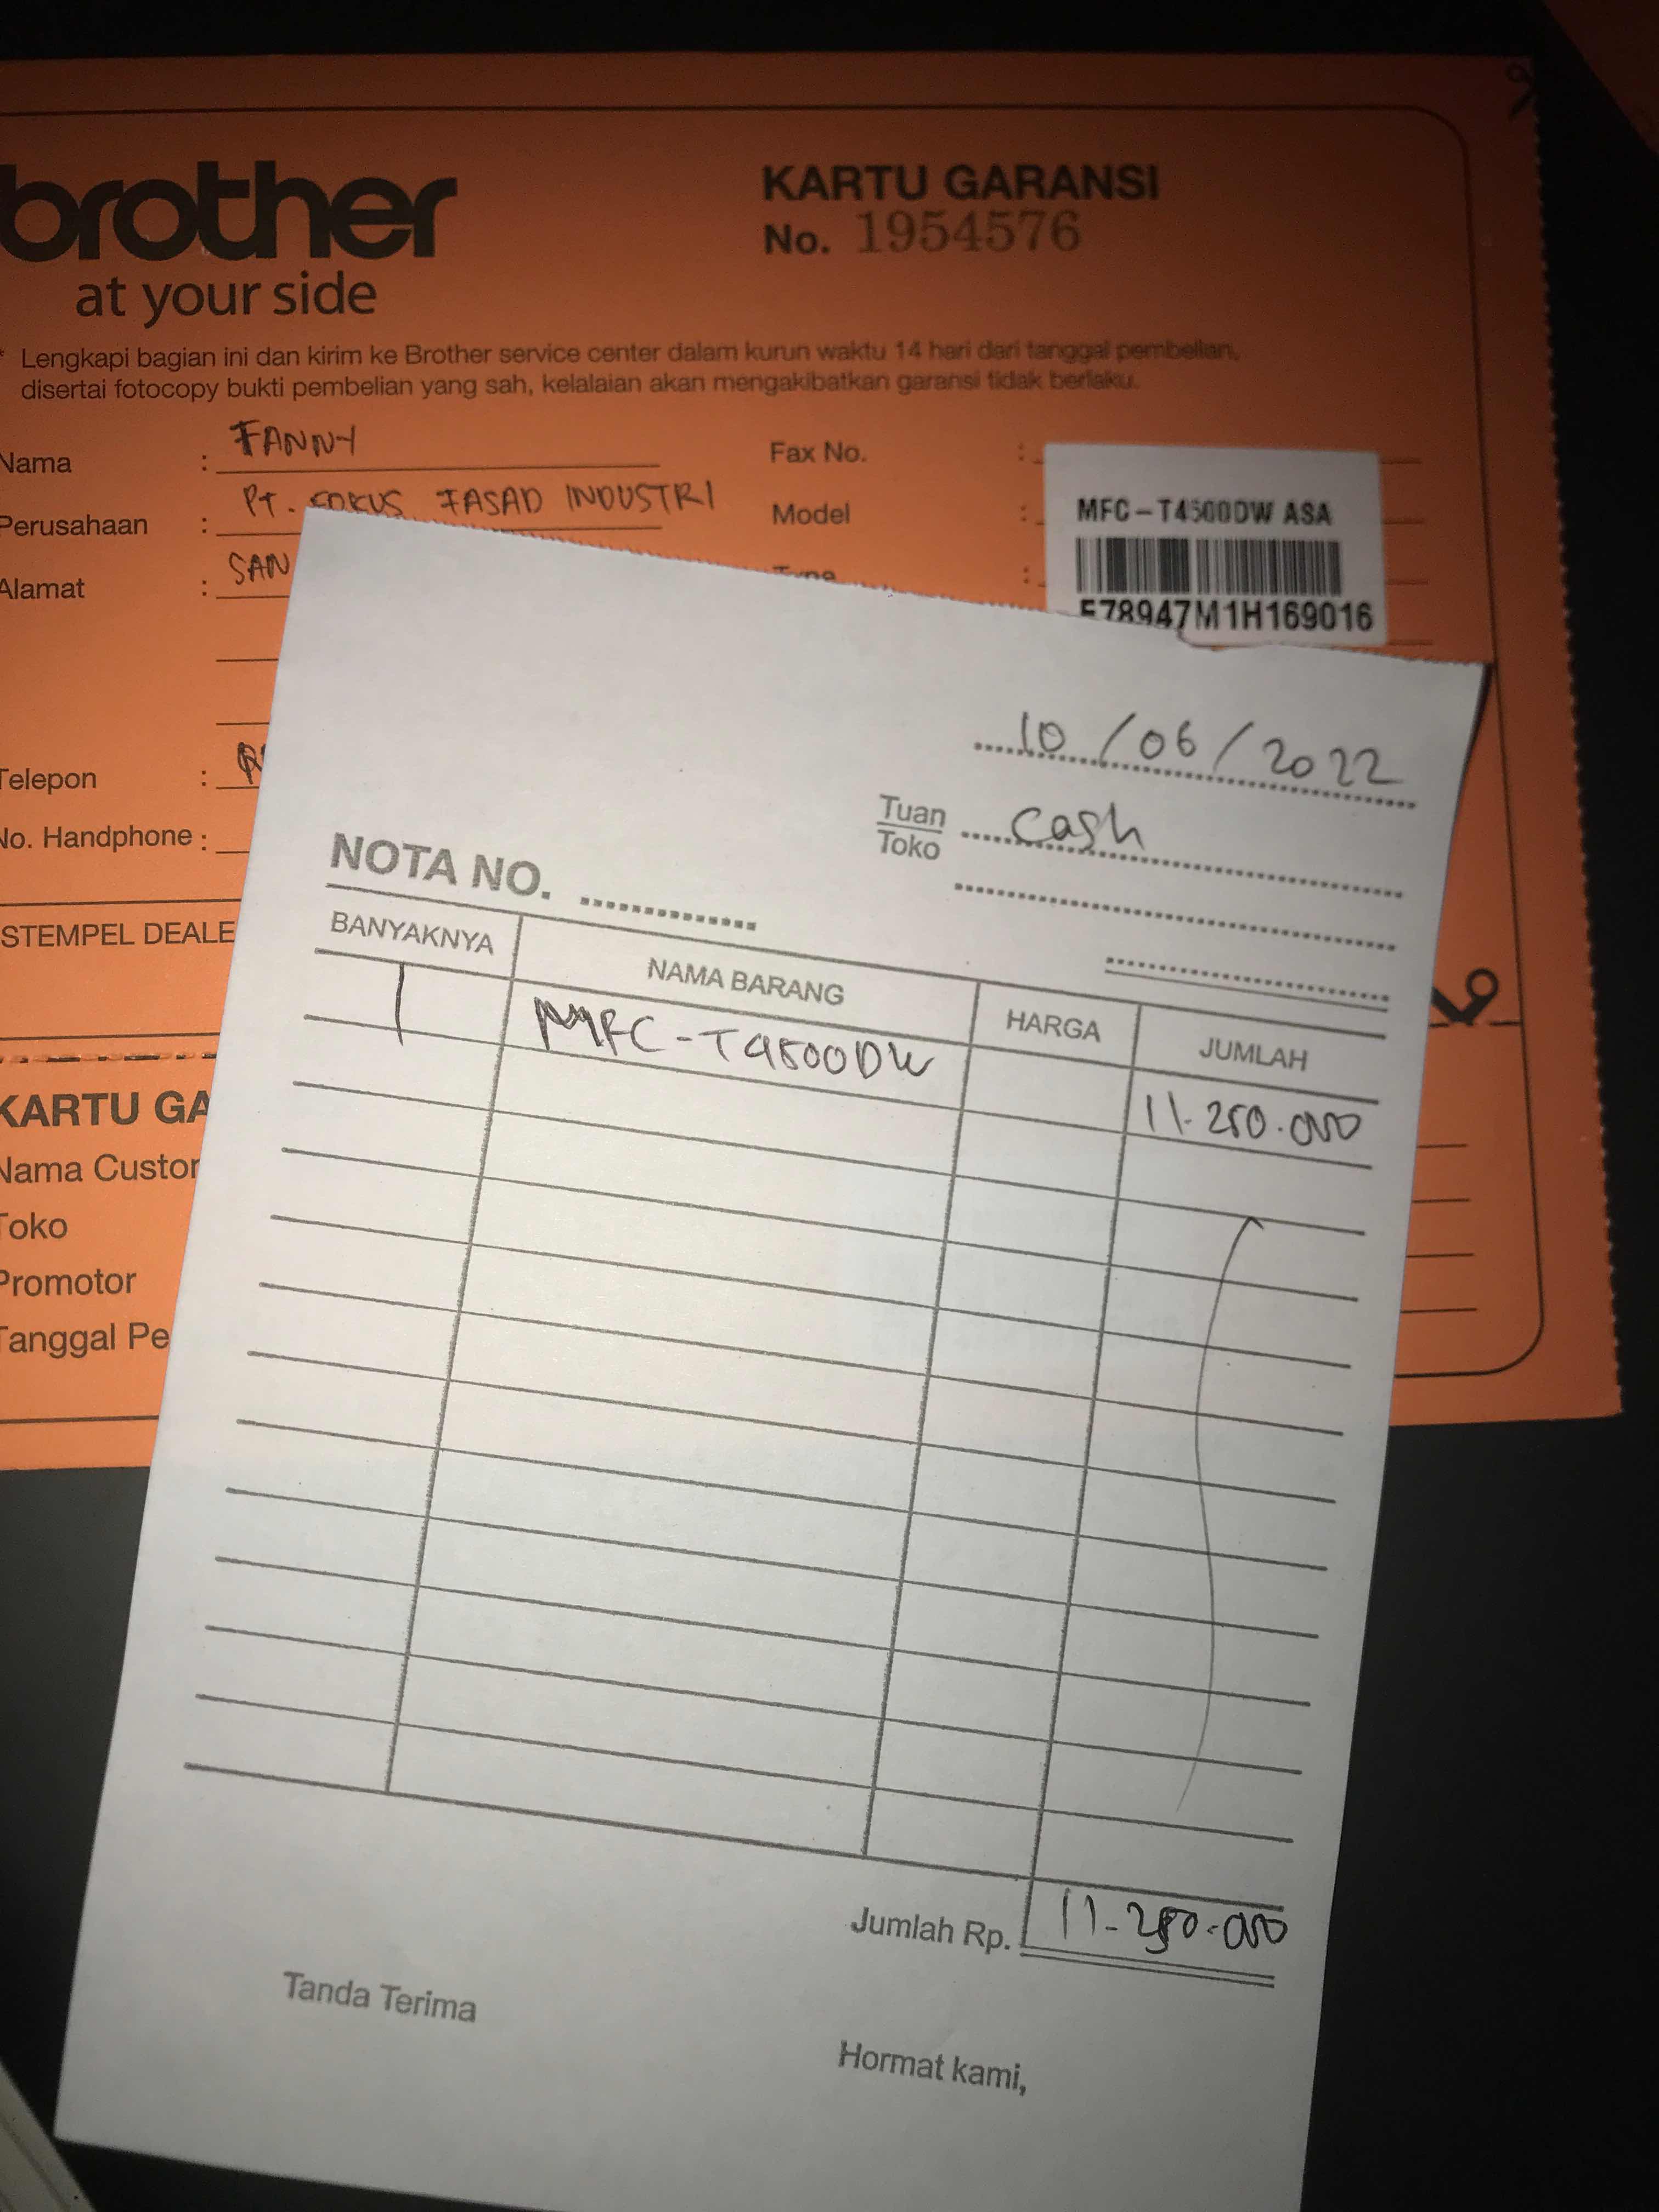 brother
at your side
KARTU GARANSI
No. 1954576
* Lengkapi bagian ini dan kirim ke Brother service center dalam kurun waktu 14 hari dari tanggal pembelian,
disertai fotocopy bukti pembelian yang sah, kelalaian akan mengakibatkan garansi tidak berlaku.
Nama : FANNY
Fax No. :
Perusahaan : PT. FOKUS FASAD INDUSTRI
Model :
MFC-T4500DW ASA
Alamat : SAN
Type :
E78947M1H169016
Telepon :
No. Handphone :
STEMPEL DEALE
KARTU GA
Nama Custo
Toko
Promotor
Tanggal Pe
10/06/2022
Tuan
Toko
cash
NOTA NO.
BANYAKNYA NAMA BARANG HARGA JUMLAH
1 MFC-T4500DW 11.250.000
Jumlah Rp. 11-250.000
Tanda Terima
Hormat kami,